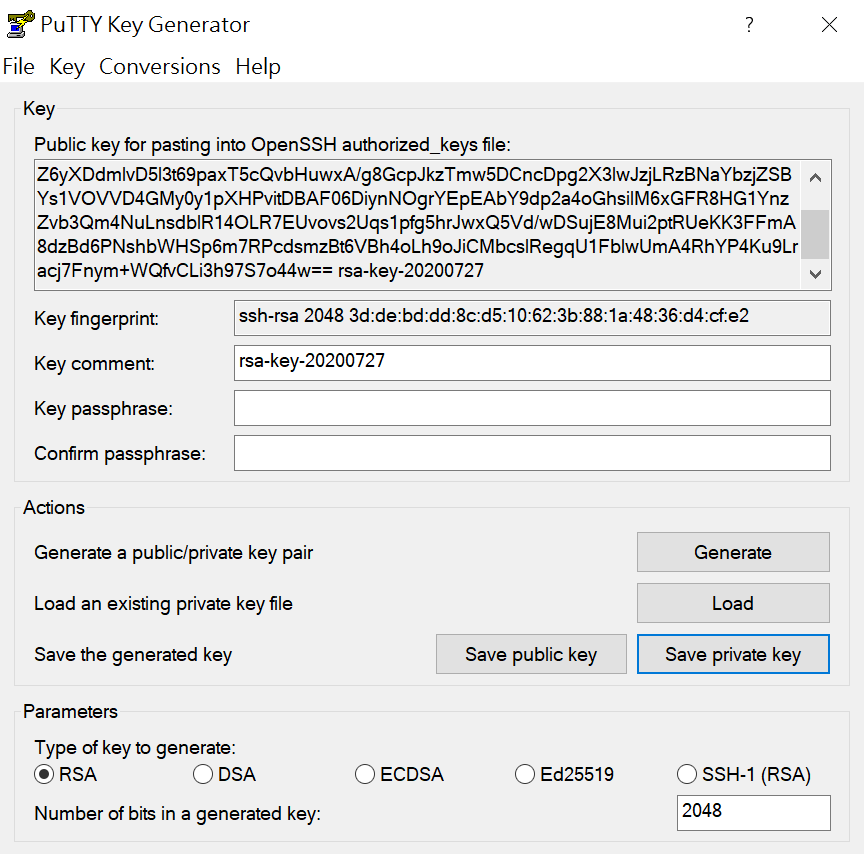 PuTTY Key Generator
?
File Key Conversions Help
Key
Public key for pasting into OpenSSH authorized_keys file:
Z6yXDdmlvD5l3t69paxT5cQvbHuwxA/g8GcpJkzTmw5DCncDpg2X3lwJzjLRzBNaYbzjZSB
Ys1VOVVD4GMy0y1pXHPvitDBAF06DiynNOgrYEpEAbY9dp2a4oGhsilM6xGFR8HG1Ynz
Zvb3Qm4NuLnsdblR14OLR7EUvovs2Uqs1pfg5hrJwxQ5Vd/wDSujE8Mui2ptRUeKK3FFmA
8dzBd6PNshbWHSp6m7RPcdsmzBt6VBh4oLh9oJiCMbcslRegqU1FblwUmA4RhYP4Ku9Lr
acj7Fnym+WQfvCLi3h97S7o44w== rsa-key-20200727
Key fingerprint: ssh-rsa 2048 3d:de:bd:dd:8c:d5:10:62:3b:88:1a:48:36:d4:cf:e2
Key comment: rsa-key-20200727
Key passphrase:
Confirm passphrase:
Actions
Generate a public/private key pair Generate
Load an existing private key file Load
Save the generated key Save public key Save private key
Parameters
Type of key to generate:
RSA DSA ECDSA Ed25519 SSH-1 (RSA)
Number of bits in a generated key: 2048